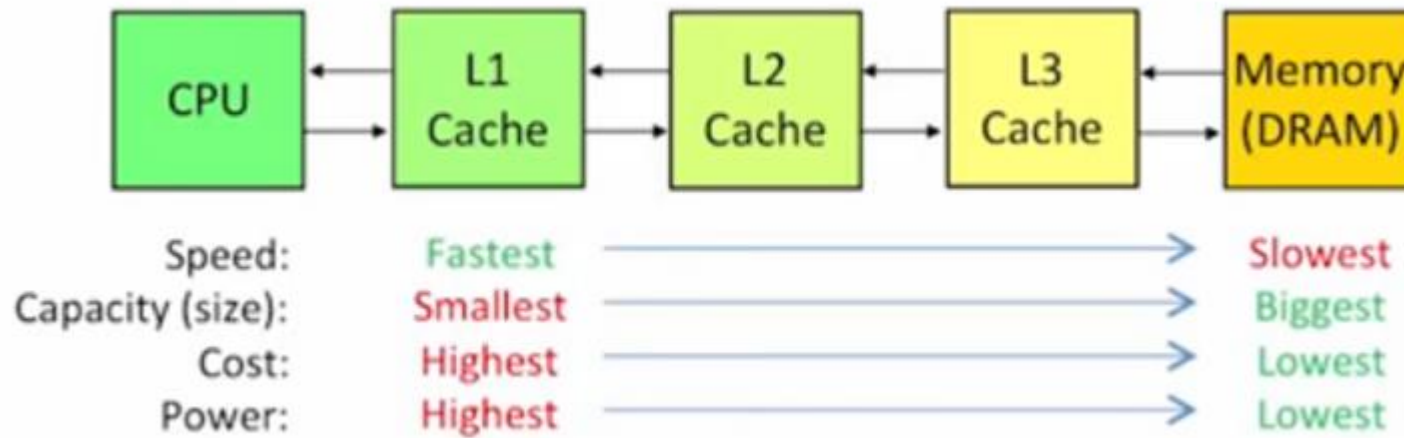 CPU
L1
Cache
L2
Cache
L3
Cache
Memory
(DRAM)
Speed: Fastest Slowest
Capacity (size): Smallest Biggest
Cost: Highest Lowest
Power: Highest Lowest